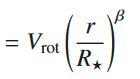 = V_rot (r / R_⋆)^β